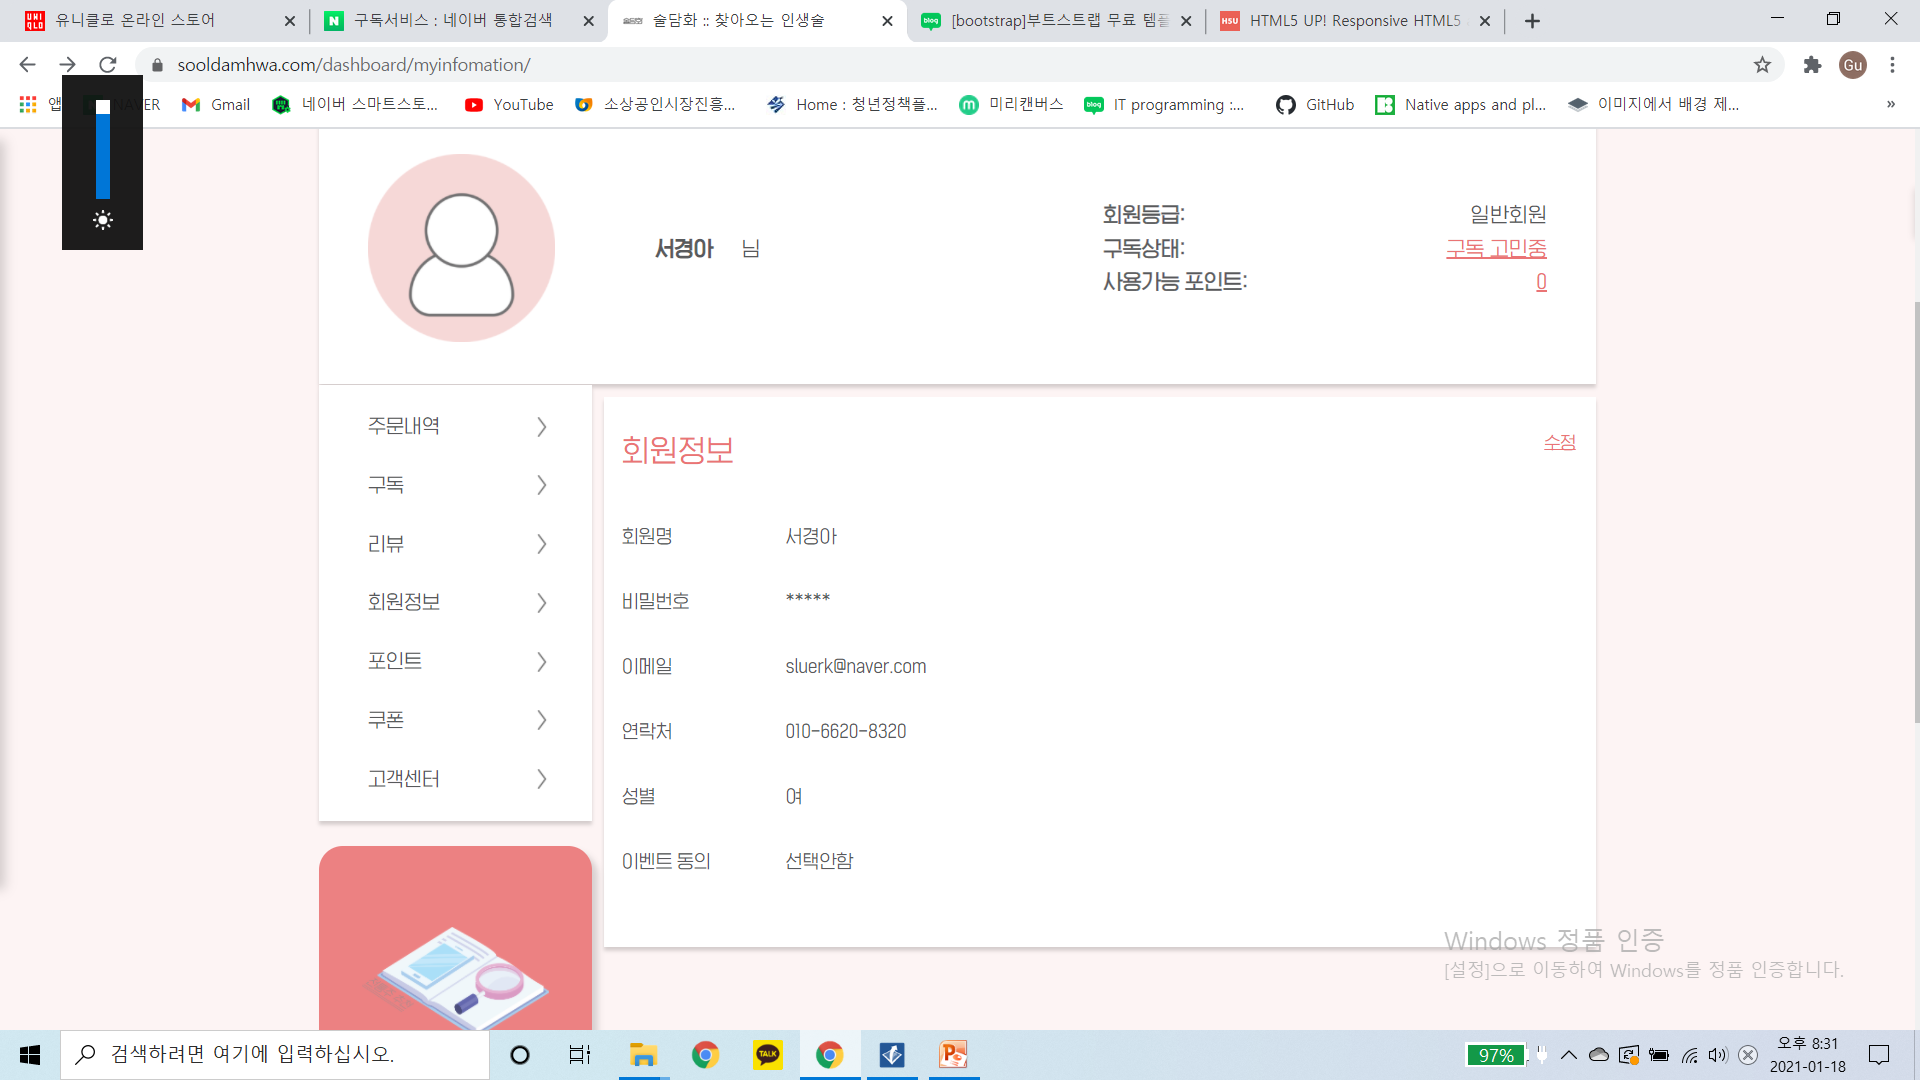 유니클로 온라인 스토어
구독서비스 : 네이버 통합검색
술담화 :: 찾아오는 인생술
[bootstrap]부트스트랩 무료 템플
HTML5 UP! Responsive HTML5
sooldamhwa.com/dashboard/myinfomation/
Gu
앱
NAVER
Gmail
네이버 스마트스토...
YouTube
소상공인시장진흥...
Home : 청년정책플...
미리캔버스
IT programming :...
GitHub
Native apps and pl...
이미지에서 배경 제...
»
서경아 님
회원등급: 일반회원
구독상태: 구독 고민중
사용가능 포인트: 0
주문내역
구독
리뷰
회원정보
포인트
쿠폰
고객센터
회원정보
수정
회원명 서경아
비밀번호 *****
이메일 sluerk@naver.com
연락처 010-6620-8320
성별 여
이벤트 동의 선택안함
Windows 정품 인증
[설정]으로 이동하여 Windows를 정품 인증합니다.
검색하려면 여기에 입력하십시오.
TALK
97%
오후 8:31
2021-01-18